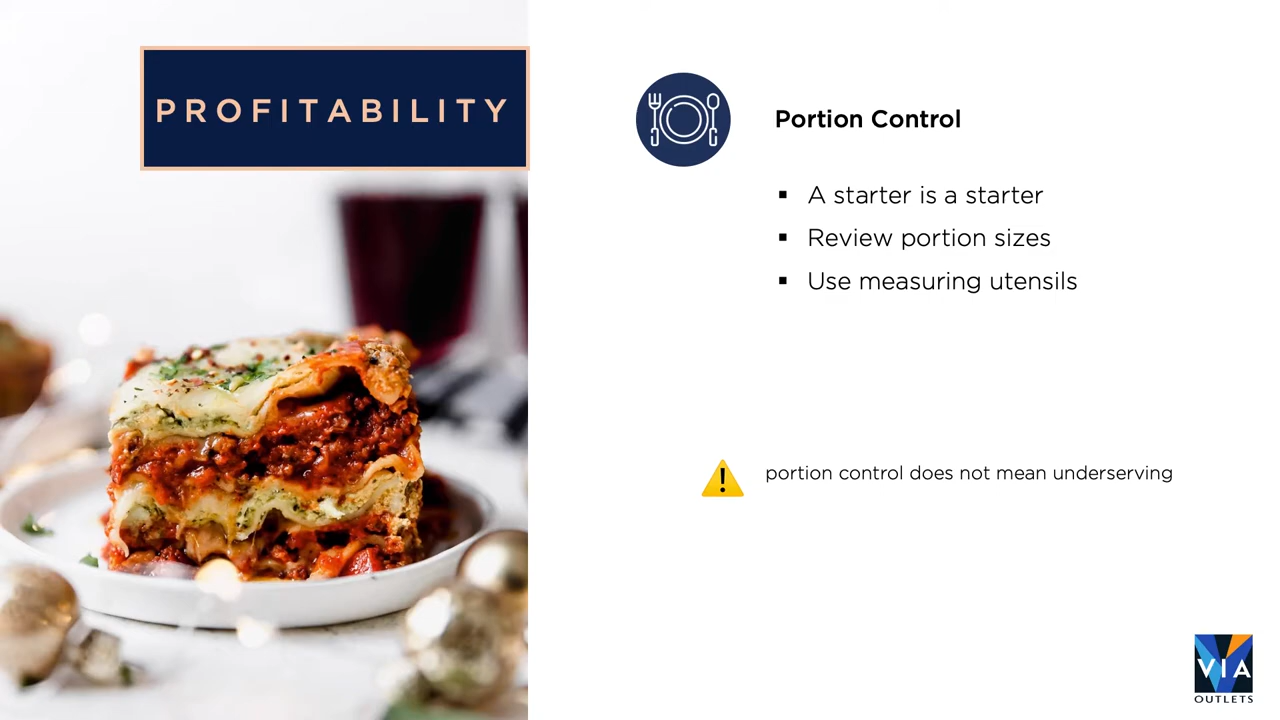 PROFITABILITY
Portion Control
▪ A starter is a starter
▪ Review portion sizes
▪ Use measuring utensils
portion control does not mean underserving
VIA
OUTLETS